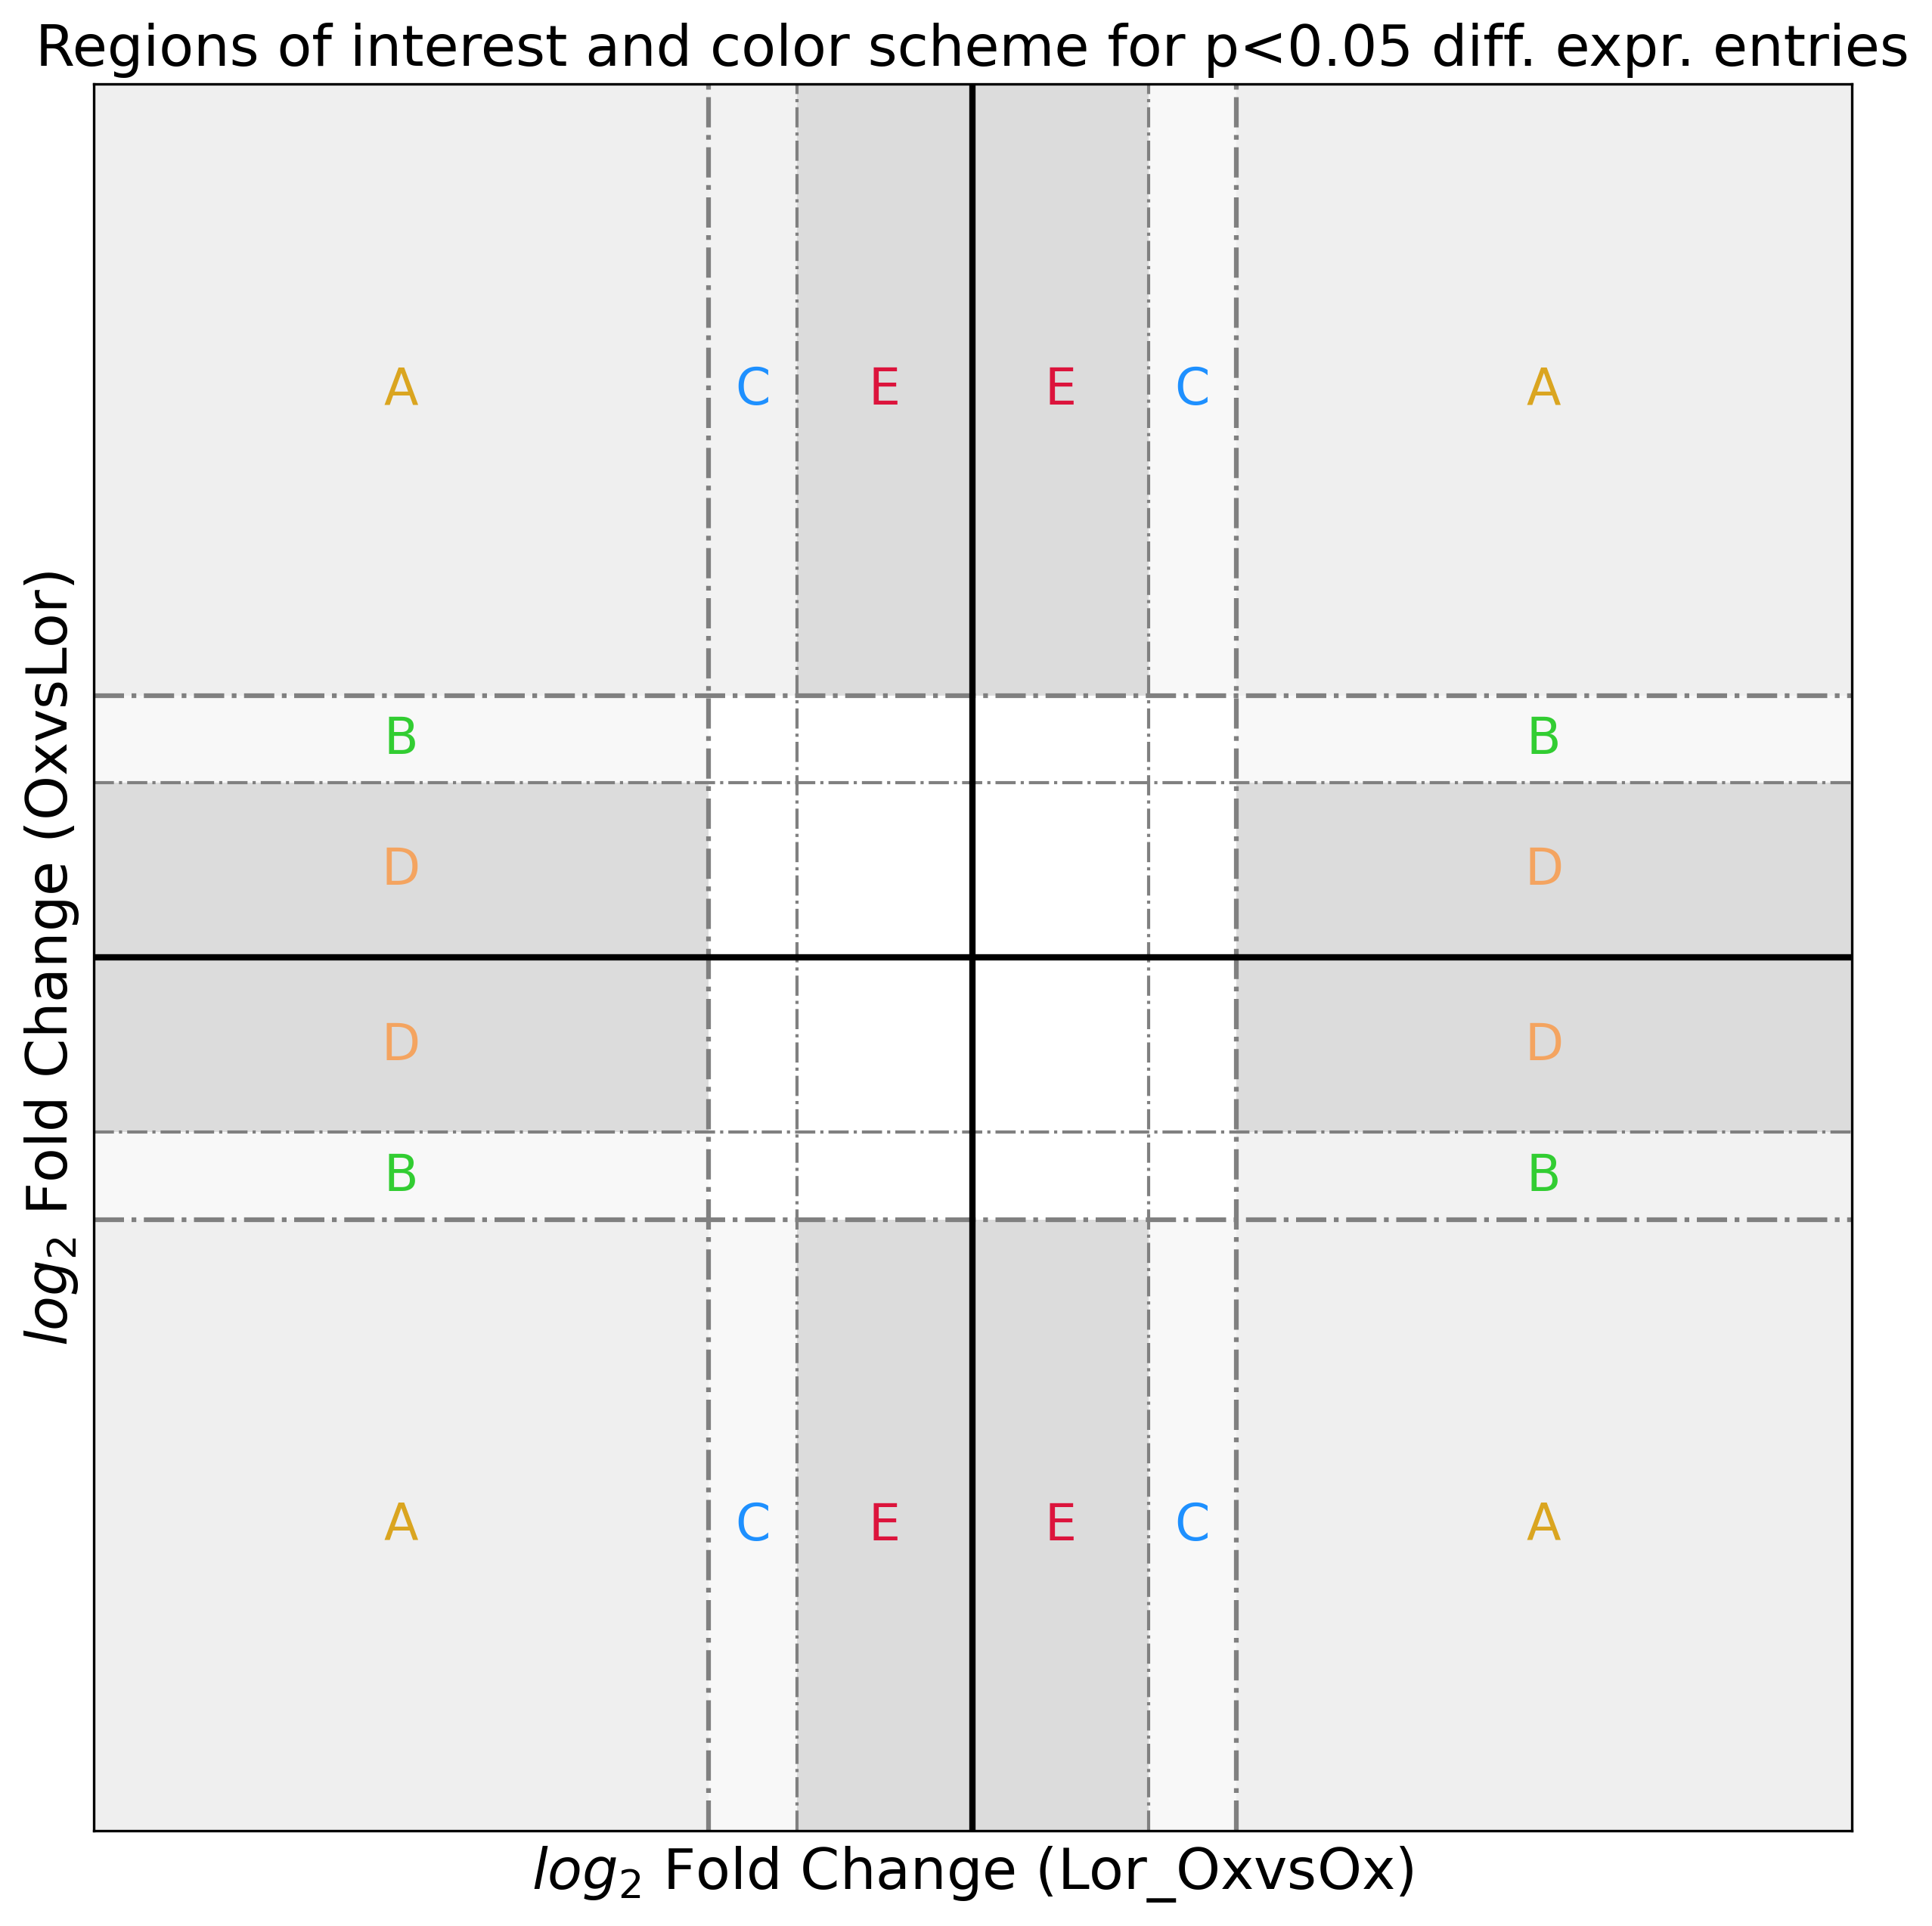 Regions of interest and color scheme for p<0.05 diff. expr. entries
log₂ Fold Change (OxvsLor)
A C E E C A
B B
D D
D D
B B
A C E E C A
log₂ Fold Change (Lor_OxvsOx)